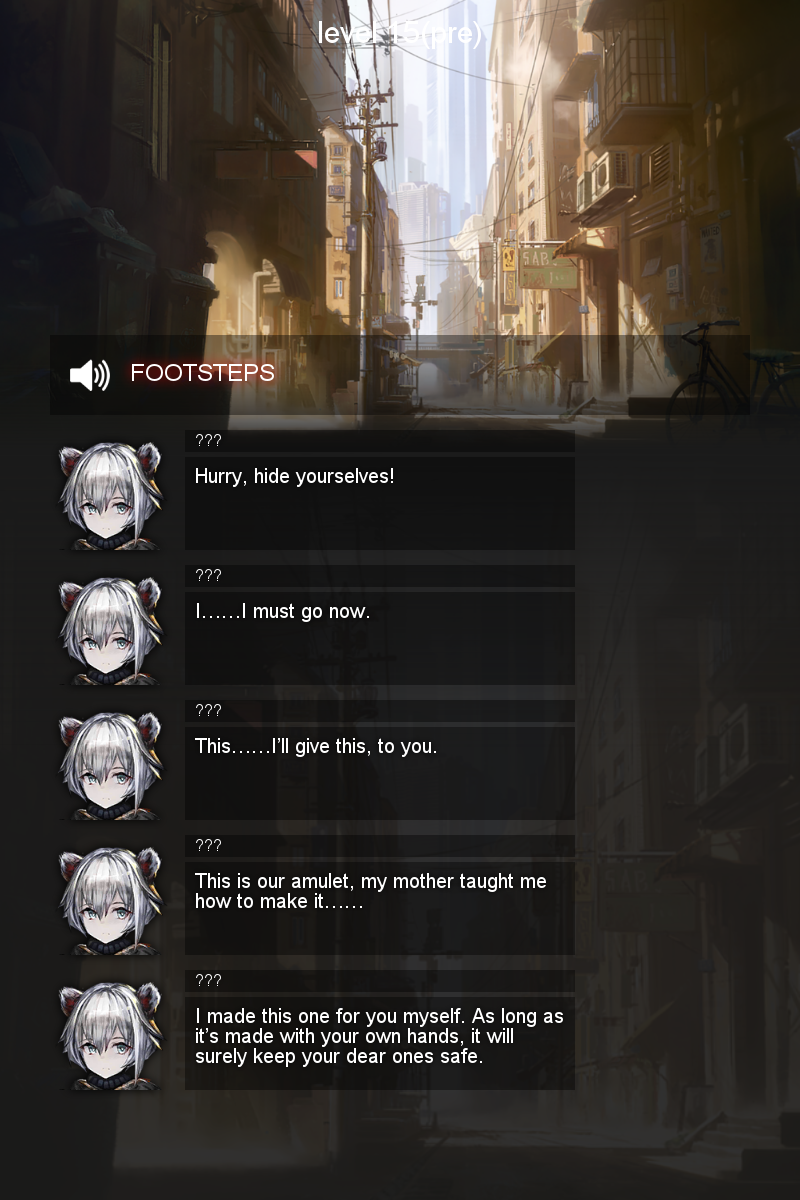 level 15(pre)
FOOTSTEPS
???
Hurry, hide yourselves!
???
I……I must go now.
???
This……I’ll give this, to you.
???
This is our amulet, my mother taught me
how to make it……
???
I made this one for you myself. As long as
it’s made with your own hands, it will
surely keep your dear ones safe.